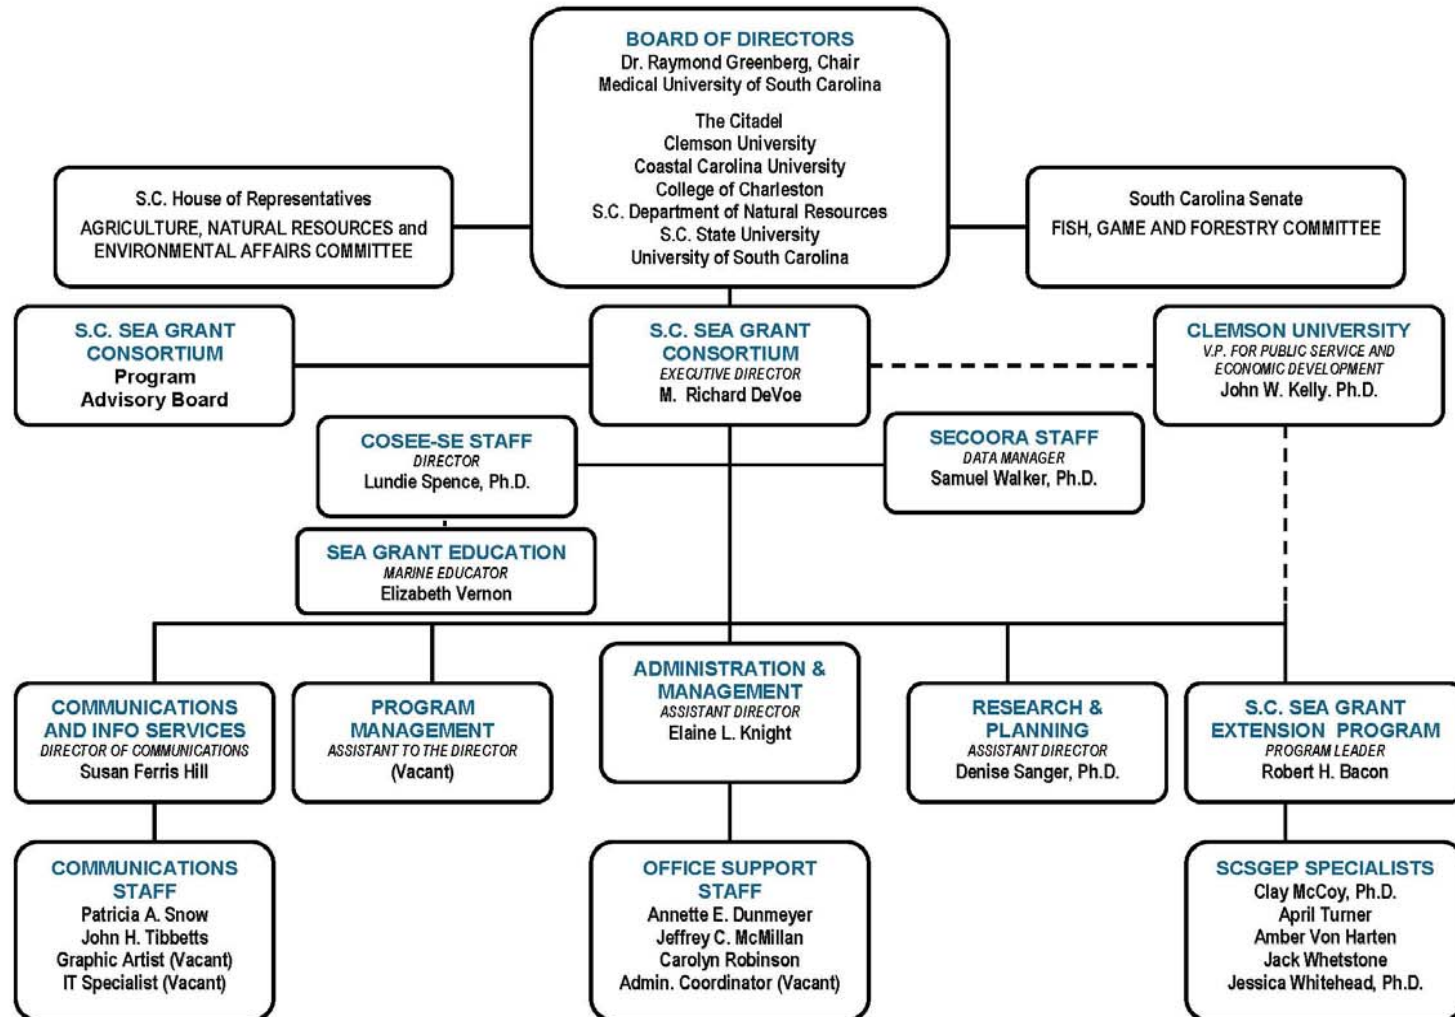 BOARD OF DIRECTORS
Dr. Raymond Greenberg, Chair
Medical University of South Carolina
The Citadel
Clemson University
Coastal Carolina University
College of Charleston
S.C. Department of Natural Resources
S.C. State University
University of South Carolina
S.C. House of Representatives
AGRICULTURE, NATURAL RESOURCES and
ENVIRONMENTAL AFFAIRS COMMITTEE
South Carolina Senate
FISH, GAME AND FORESTRY COMMITTEE
S.C. SEA GRANT
CONSORTIUM
Program
Advisory Board
S.C. SEA GRANT
CONSORTIUM
EXECUTIVE DIRECTOR
M. Richard DeVoe
CLEMSON UNIVERSITY
V.P. FOR PUBLIC SERVICE AND
ECONOMIC DEVELOPMENT
John W. Kelly. Ph.D.
COSEE-SE STAFF
DIRECTOR
Lundie Spence, Ph.D.
SECOORA STAFF
DATA MANAGER
Samuel Walker, Ph.D.
SEA GRANT EDUCATION
MARINE EDUCATOR
Elizabeth Vernon
COMMUNICATIONS
AND INFO SERVICES
DIRECTOR OF COMMUNICATIONS
Susan Ferris Hill
PROGRAM
MANAGEMENT
ASSISTANT TO THE DIRECTOR
(Vacant)
ADMINISTRATION &
MANAGEMENT
ASSISTANT DIRECTOR
Elaine L. Knight
RESEARCH &
PLANNING
ASSISTANT DIRECTOR
Denise Sanger, Ph.D.
S.C. SEA GRANT
EXTENSION PROGRAM
PROGRAM LEADER
Robert H. Bacon
COMMUNICATIONS
STAFF
Patricia A. Snow
John H. Tibbetts
Graphic Artist (Vacant)
IT Specialist (Vacant)
OFFICE SUPPORT
STAFF
Annette E. Dunmeyer
Jeffrey C. McMillan
Carolyn Robinson
Admin. Coordinator (Vacant)
SCSGEP SPECIALISTS
Clay McCoy, Ph.D.
April Turner
Amber Von Harten
Jack Whetstone
Jessica Whitehead, Ph.D.